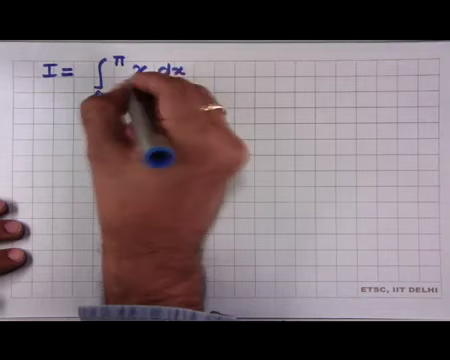 I = ∫ π x dx
ETSC, IIT DELHI